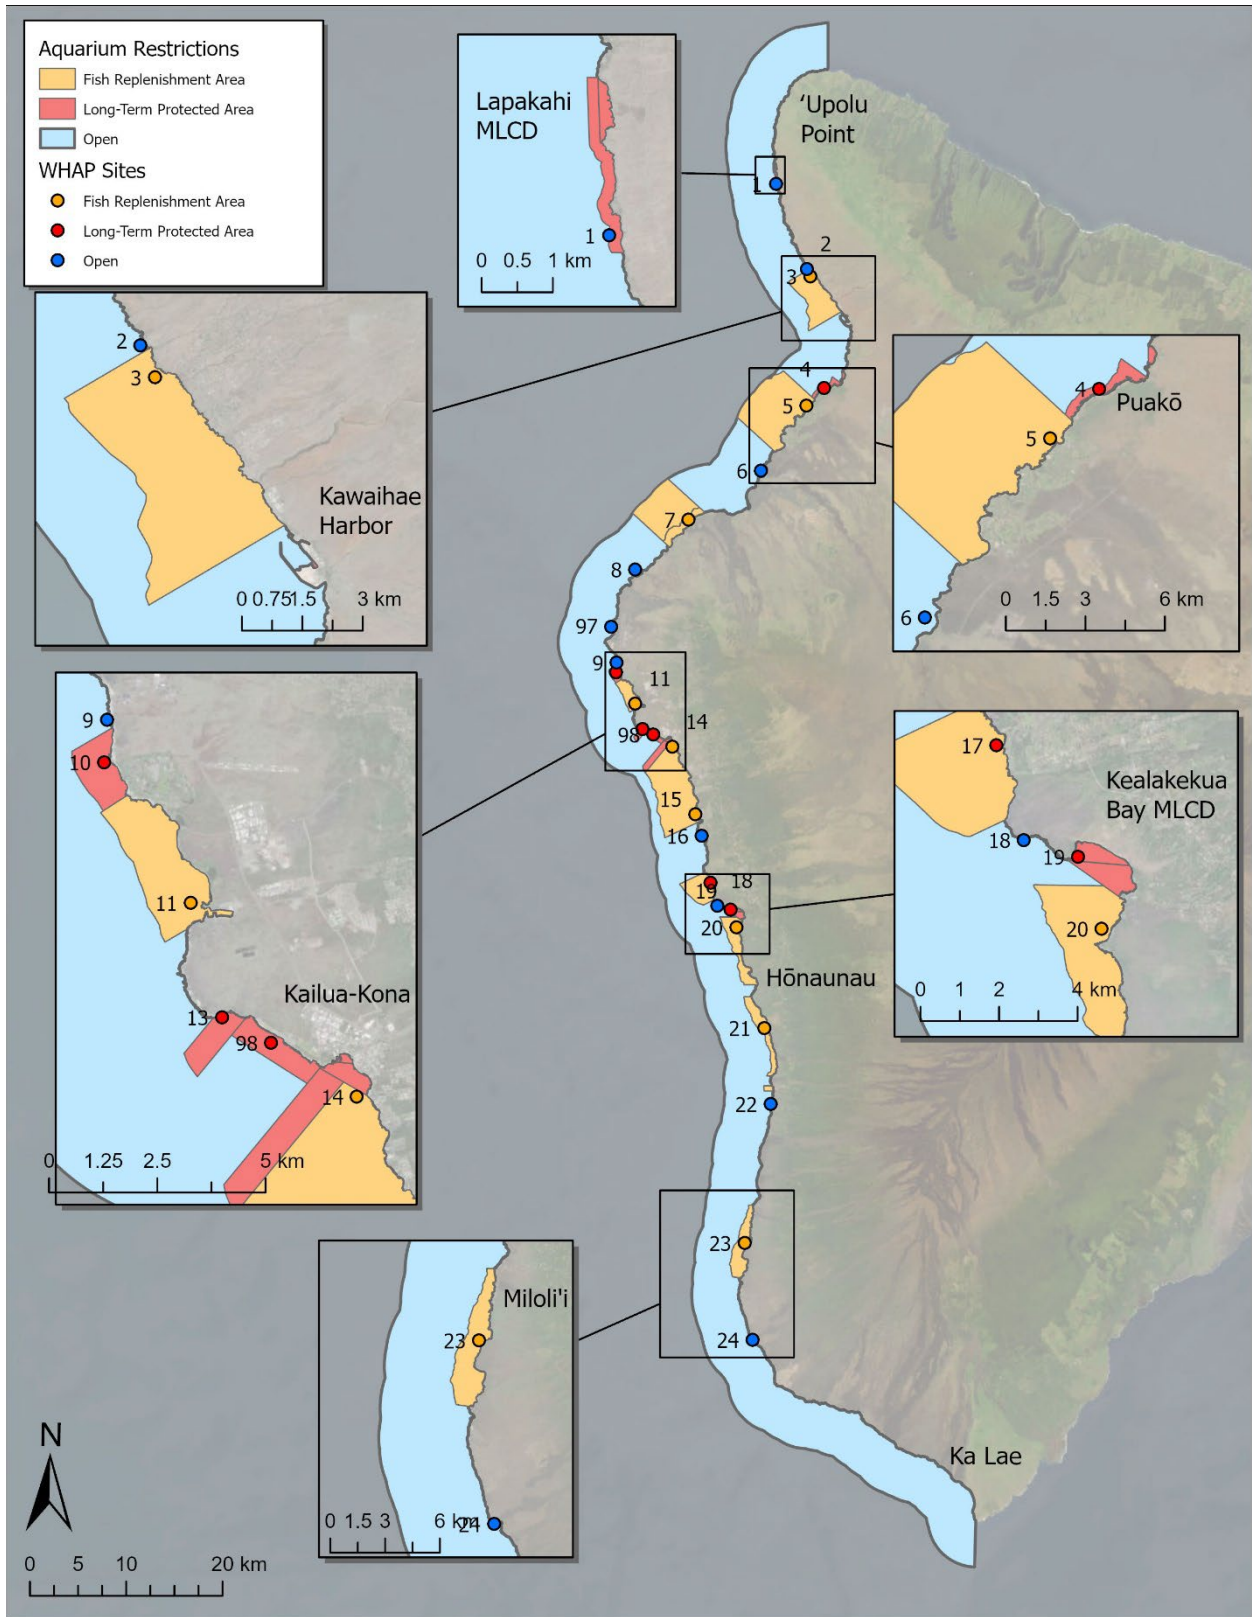 Aquarium Restrictions
Fish Replenishment Area
Long-Term Protected Area
Open
WHAP Sites
Fish Replenishment Area
Long-Term Protected Area
Open
Lapakahi
MLCD
1
0 0.5 1 km
‘Upolu
Point
1
2
3
4
5
6
7
8
97
9
11
98
14
15
16
18
19
20
Hōnaunau
21
22
23
24
Ka Lae
2
3
Kawaihae
Harbor
0 0.75 1.5 3 km
4
Puakō
5
6
0 1.5 3 6 km
9
10
11
Kailua-Kona
13
98
14
0 1.25 2.5 5 km
17
Kealakekua
Bay MLCD
18
19
20
0 1 2 4 km
Miloli'i
23
24
0 1.5 3 6 km
N
0 5 10 20 km